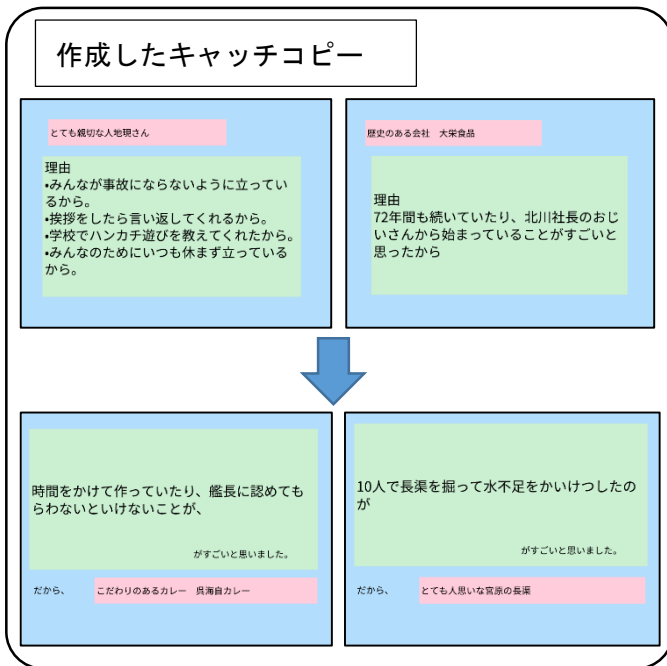 作成したキャッチコピー
とても親切な人地現さん
理由
•みんなが事故にならないように立ってい
るから。
•挨拶をしたら言い返してくれるから。
•学校でハンカチ遊びを教えてくれたから。
•みんなのためにいつも休まず立っている
から。
歴史のある会社　大栄食品
理由
72年間も続いていたり、北川社長のおじ
いさんから始まっていることがすごいと
思ったから
時間をかけて作っていたり、艦長に認めても
らわないといけないことが、
がすごいと思いました。
だから、
こだわりのあるカレー　呉海自カレー
10人で長渠を掘って水不足をかいけつしたの
が
がすごいと思いました。
だから、
とても人思いな宮原の長渠